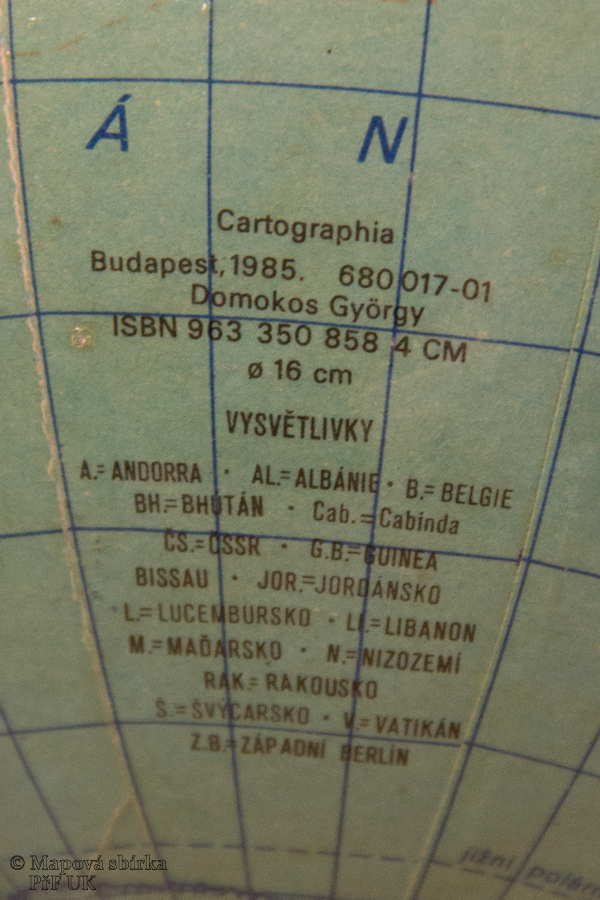 Á N
Cartographia
Budapest, 1985. 680 017-01
Domokos György
ISBN 963 350 858 4 CM
ø 16 cm
VYSVĚTLIVKY
A.=ANDORRA · AL.=ALBÁNIE · B.=BELGIE
BH.=BHÚTÁN · Cab.=Cabinda
ČS.=ČSSR · G.B.=GUINEA
BISSAU · JOR.=JORDÁNSKO
L.=LUCEMBURSKO · LI.=LIBANON
M.=MAĎARSKO · N.=NIZOZEMÍ
RAK.=RAKOUSKO
Š.=ŠVÝCARSKO · V.=VATIKÁN
Z.B.=ZÁPADNÍ BERLÍN
jižní polárn
© Mapová sbírka
PřF UK